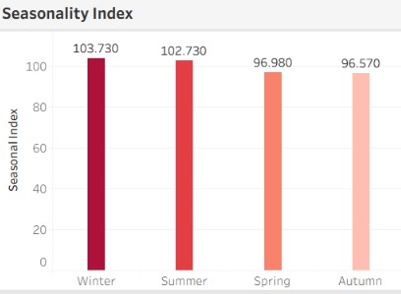 Seasonality Index
103.730
102.730
96.980
96.570
100
80
60
40
20
0
Seasonal Index
Winter
Summer
Spring
Autumn